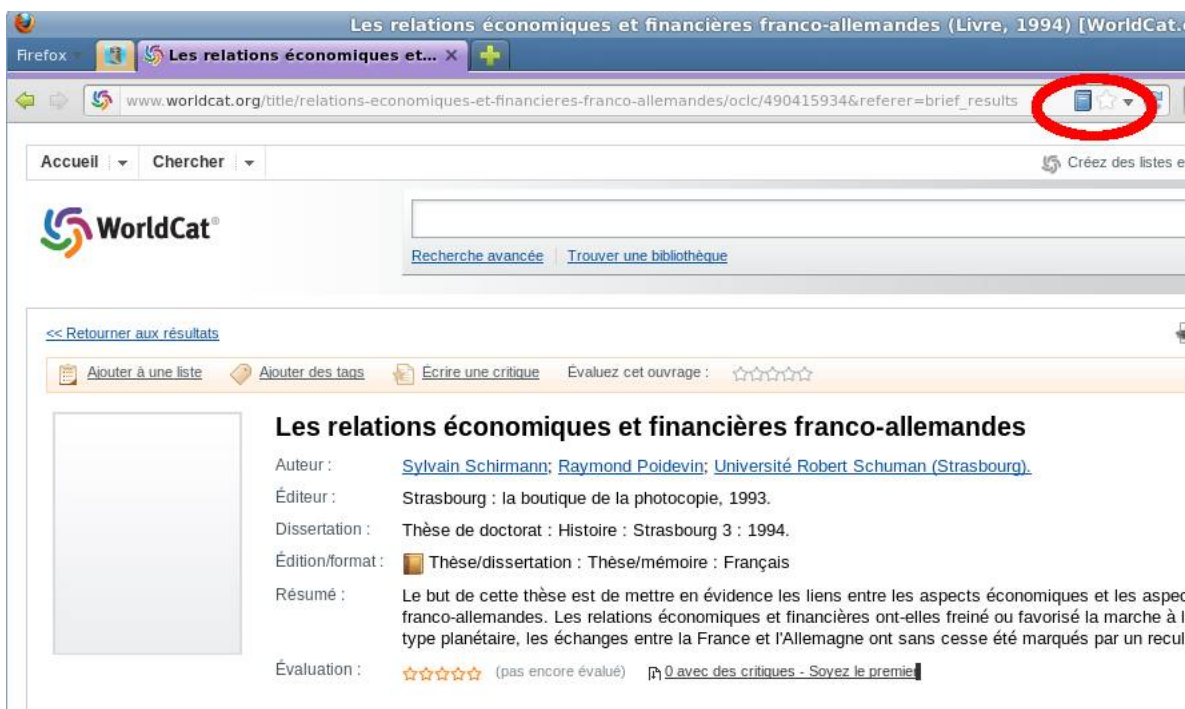 Les relations économiques et financières franco-allemandes (Livre, 1994) [WorldCat.
Firefox Les relations économiques et...
www.worldcat.org/title/relations-economiques-et-financieres-franco-allemandes/oclc/490415934&referer=brief_results
Accueil Chercher Créez des listes e
WorldCat®
Recherche avancée Trouver une bibliothèque
<< Retourner aux résultats
Ajouter à une liste Ajouter des tags Écrire une critique Évaluez cet ouvrage :
Les relations économiques et financières franco-allemandes
Auteur : Sylvain Schirmann; Raymond Poidevin; Université Robert Schuman (Strasbourg).
Éditeur : Strasbourg : la boutique de la photocopie, 1993.
Dissertation : Thèse de doctorat : Histoire : Strasbourg 3 : 1994.
Édition/format : Thèse/dissertation : Thèse/mémoire : Français
Résumé : Le but de cette thèse est de mettre en évidence les liens entre les aspects économiques et les aspec
franco-allemandes. Les relations économiques et financières ont-elles freiné ou favorisé la marche à l
type planétaire, les échanges entre la France et l'Allemagne ont sans cesse été marqués par un recul
Évaluation : (pas encore évalué) 0 avec des critiques - Soyez le premier